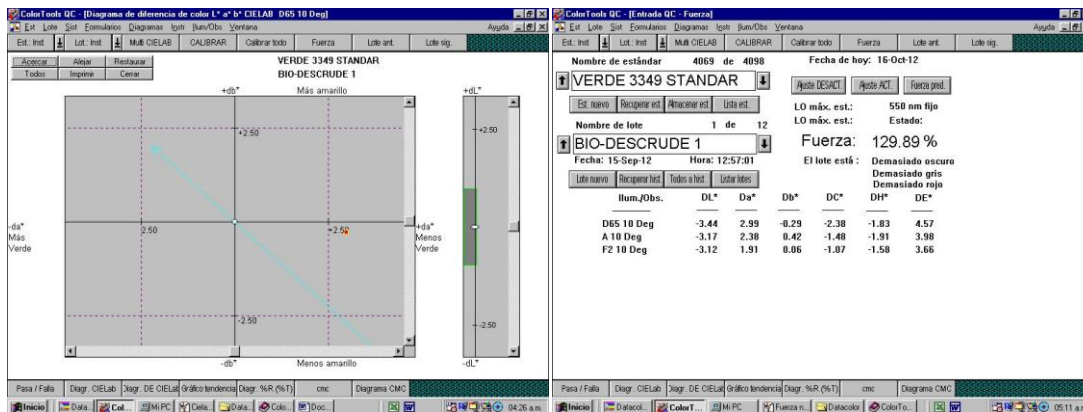 ColorTools QC - [Diagrama de diferencia de color L* a* b* CIELAB D65 10 Deg]
Est Lote Sist Formularios Diagramas Instr Ilum/Obs Ventana Ayuda
Est.: Inst Lot.: Inst Multi CIELAB CALIBRAR Calibrar todo Fuerza Lote ant. Lote sig.
Acercar Alejar Restaurar
Todos Imprimir Cerrar
VERDE 3349 STANDAR
BIO-DESCRUDE 1
+db* Más amarillo +dL*
+2.50 +2.50
-da*
Más
Verde
2.50 +2.50
+da*
Menos
Verde
-2.50 -2.50
-db* Menos amarillo -dL*
Pasa / Falla Diagr. CIELab Diagr. DE CIELab Gráfico tendencia Diagr. %R (%T) cmc Diagrama CMC
Inicio Data... Col... Mi PC Ciela... Data... Colo... Doc... 04:26 a.m.
ColorTools QC - [Entrada QC - Fuerza]
Est Lote Sist Formularios Diagramas Instr Ilum/Obs Ventana Ayuda
Est.: Inst Lot.: Inst Multi CIELAB CALIBRAR Calibrar todo Fuerza Lote ant. Lote sig.
Nombre de estándar 4069 de 4098
VERDE 3349 STANDAR
Est. nuevo Recuperar est. Almacenar est. Lista est.
Nombre de lote 1 de 12
BIO-DESCRUDE 1
Fecha: 15-Sep-12 Hora: 12:57:01
Lote nuevo Recuperar hist. Todos a hist. Listar lotes
Fecha de hoy: 16-Oct-12
Ajuste DESACT. Ajuste ACT. Fuerza pred.
LO máx. est.: 550 nm fijo
LO máx. est.: Estado:
Fuerza: 129.89 %
El lote está : Demasiado oscuro
Demasiado gris
Demasiado rojo
Ilum./Obs. DL* Da* Db* DC* DH* DE*
D65 10 Deg -3.44 2.99 -0.29 -2.38 -1.83 4.57
A 10 Deg -3.17 2.38 0.42 -1.48 -1.91 3.98
F2 10 Deg -3.12 1.91 0.06 -1.07 -1.58 3.66
Pasa / Falla Diagr. CIELab Diagr. DE CIELab Gráfico tendencia Diagr. %R (%T) cmc Diagrama CMC
Inicio Datacol... ColorT... Mi PC Fuerza n... Datacolor ColorTo... 05:11 a.m.